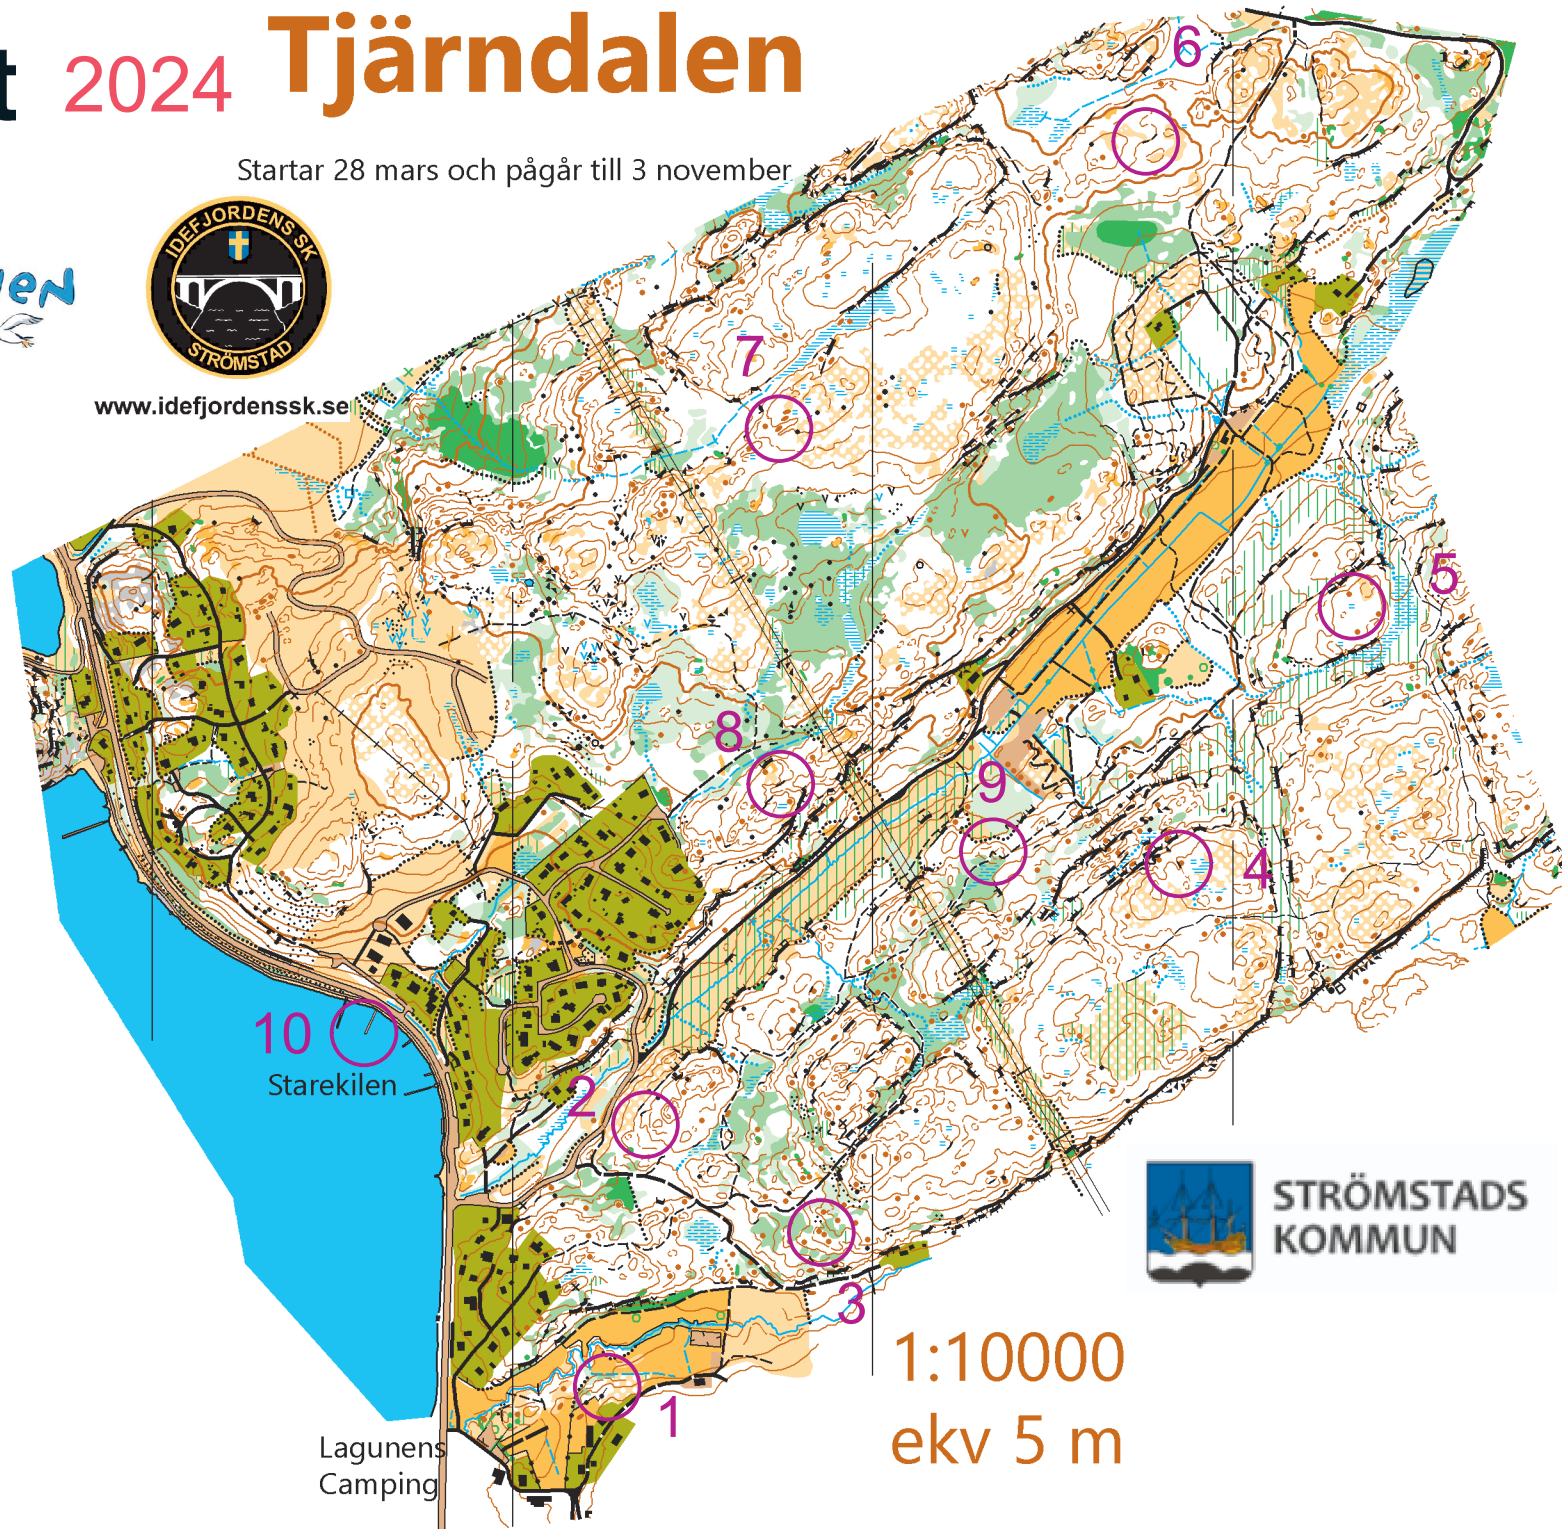 t 2024 Tjärndalen
Startar 28 mars och pågår till 3 november
IDEFJORDENS SK
STRÖMSTAD
www.idefjordenssk.se
6
7
5
8
9
4
10
Starekilen
2
3
1
STRÖMSTADS
KOMMUN
1:10000
ekv 5 m
Lagunens
Camping